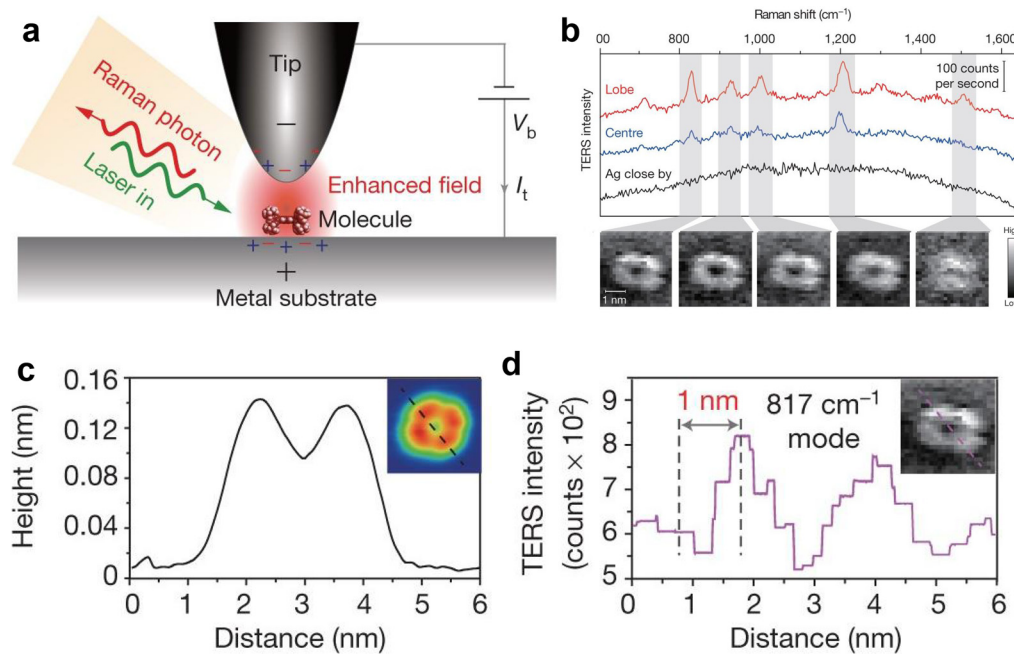 a
Tip
−
Raman photon
Laser in
V_b
I_t
+ − +
Enhanced field
Molecule
+ − + − +
+
Metal substrate
b
Raman shift (cm⁻¹)
00 800 1,000 1,200 1,400 1,60
100 counts
per second
Lobe
Centre
Ag close by
TERS intensity
1 nm
High
Low
c
Height (nm)
0.16
0.12
0.08
0.04
0
0 1 2 3 4 5 6
Distance (nm)
d
TERS intensity
(counts × 10²)
9
8
7
6
5
1 nm
817 cm⁻¹
mode
0 1 2 3 4 5 6
Distance (nm)